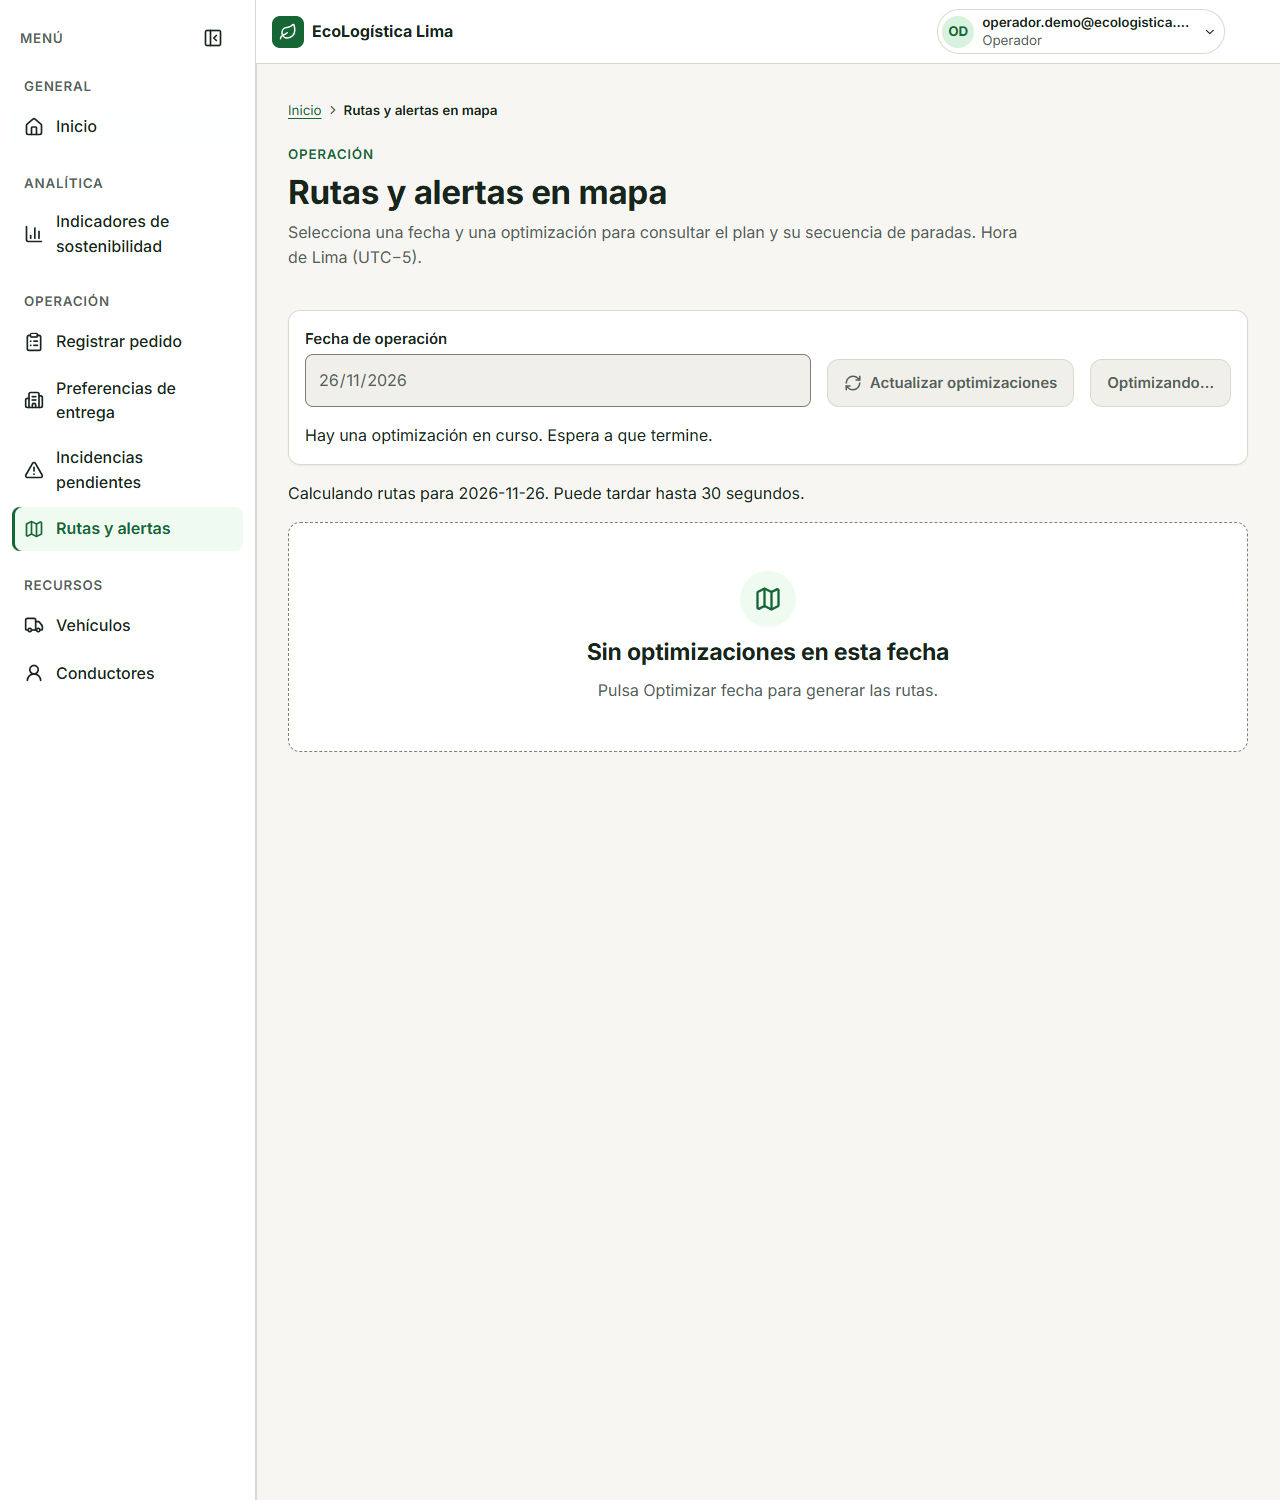 MENÚ
GENERAL
Inicio
ANALÍTICA
Indicadores de
sostenibilidad
OPERACIÓN
Registrar pedido
Preferencias de
entrega
Incidencias
pendientes
Rutas y alertas
RECURSOS
Vehículos
Conductores
EcoLogística Lima
OD
operador.demo@ecologistica....
Operador
Inicio > Rutas y alertas en mapa
OPERACIÓN
Rutas y alertas en mapa
Selecciona una fecha y una optimización para consultar el plan y su secuencia de paradas. Hora
de Lima (UTC−5).
Fecha de operación
26/11/2026
Actualizar optimizaciones
Optimizando...
Hay una optimización en curso. Espera a que termine.
Calculando rutas para 2026-11-26. Puede tardar hasta 30 segundos.
Sin optimizaciones en esta fecha
Pulsa Optimizar fecha para generar las rutas.